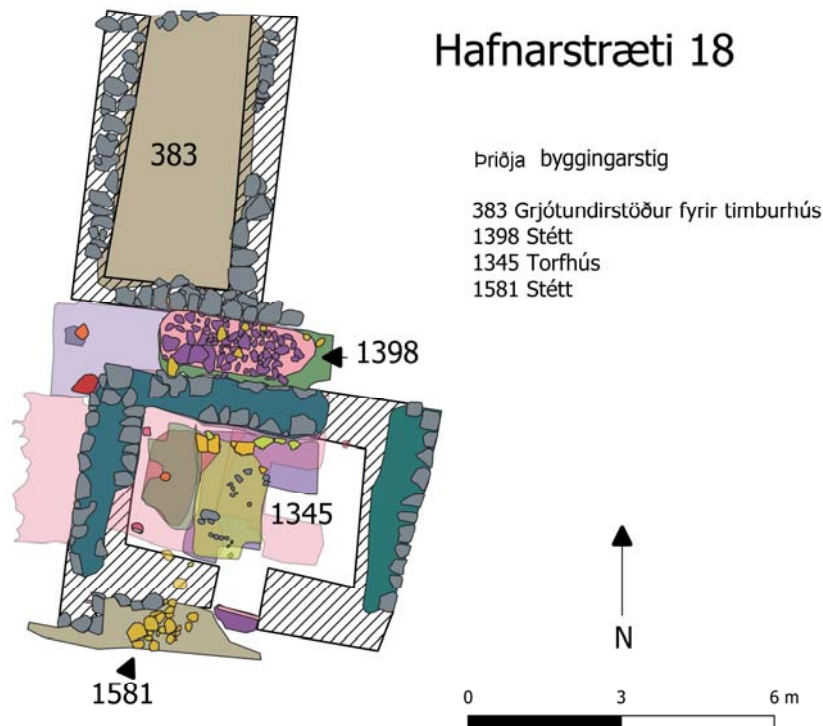 Hafnarstræti 18
Þriðja byggingarstig
383 Grjótundirstöður fyrir timburhús
1398 Stétt
1345 Torfhús
1581 Stétt
383
1398
1345
1581
N
0 3 6 m